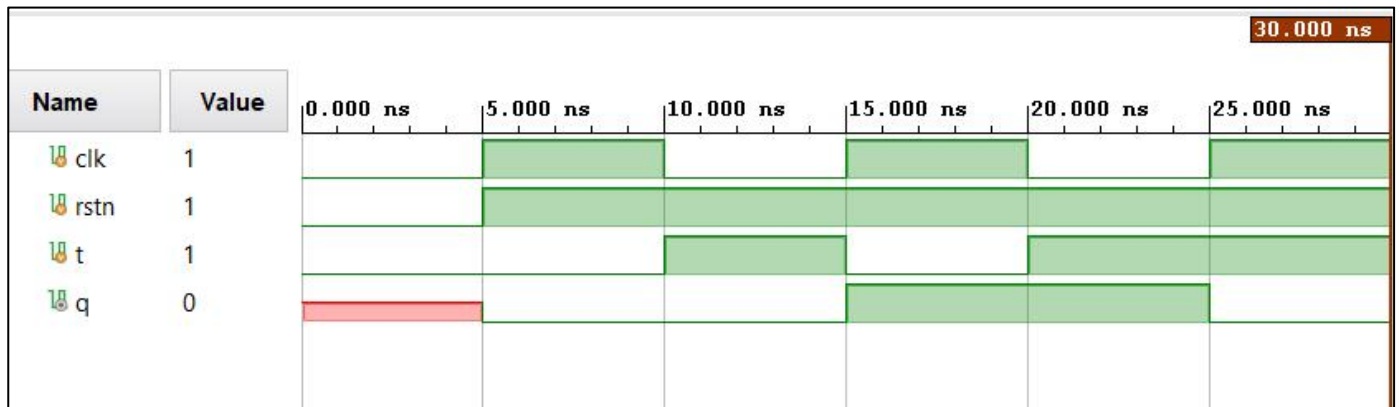 30.000 ns
Name Value 0.000 ns 5.000 ns 10.000 ns 15.000 ns 20.000 ns 25.000 ns
clk 1
rstn 1
t 1
q 0